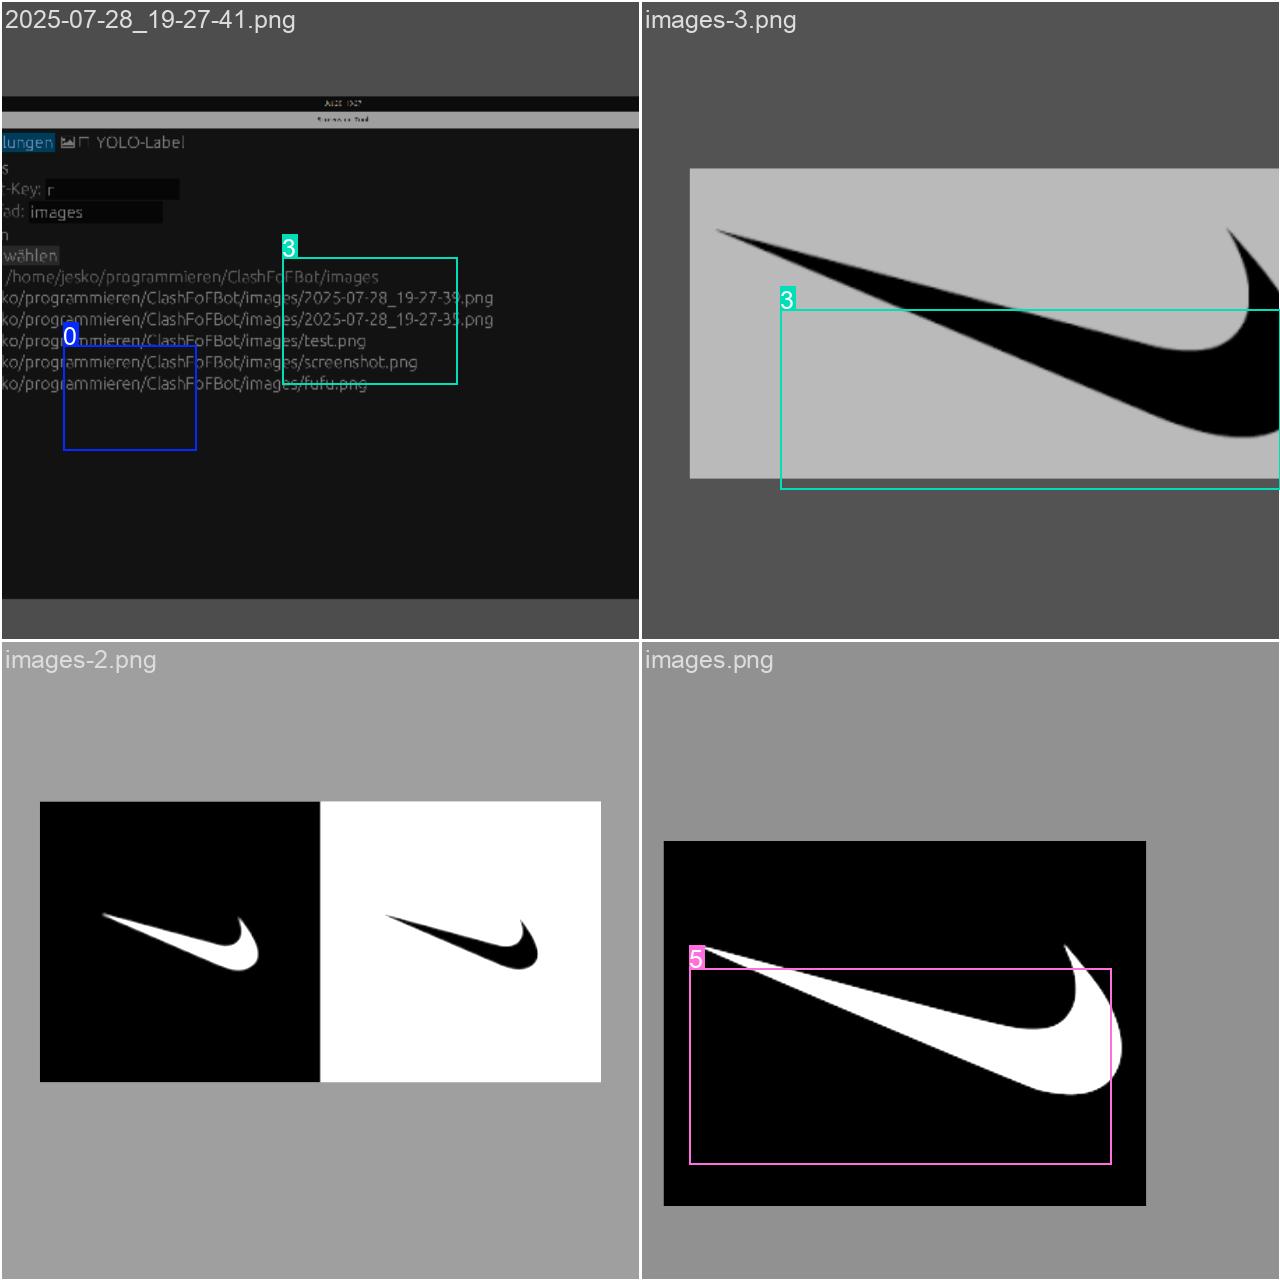 2025-07-28_19-27-41.png
lungen YOLO-Label
s
r-Key: r
ad: images
n
wählen
/home/jesko/programmieren/ClashFoFBot/images
ko/programmieren/ClashFoFBot/images/2025-07-28_19-27-39.png
ko/programmieren/ClashFoFBot/images/2025-07-28_19-27-35.png
ko/programmieren/ClashFoFBot/images/test.png
ko/programmieren/ClashFoFBot/images/screenshot.png
ko/programmieren/ClashFoFBot/images/fufu.png
3
0
images-3.png
3
images-2.png
images.png
5